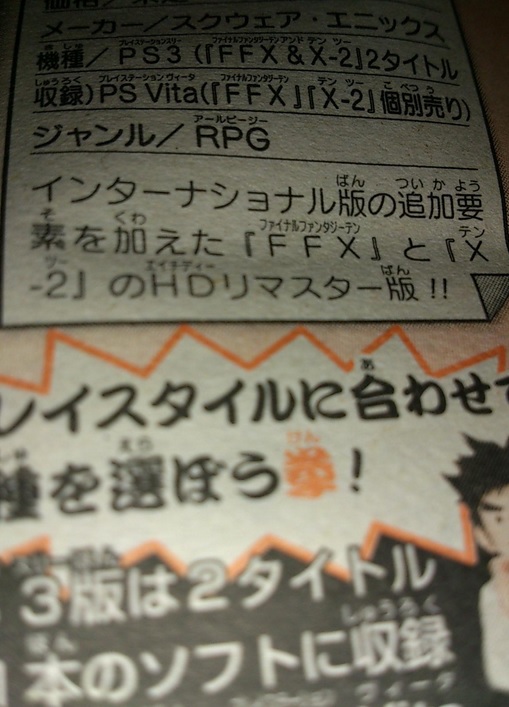 メーカー／スクウェア・エニックス
機種／PS3（『FFX&X-2』2タイトル
収録）PS Vita（『FFX』『X-2』個別売り）
ジャンル／RPG
インターナショナル版の追加要
素を加えた『FFX』と『X
-2』のHDリマスター版!!
レイスタイルに合わせて
種を選ぼう拳!
3版は2タイトル
本のソフトに収録